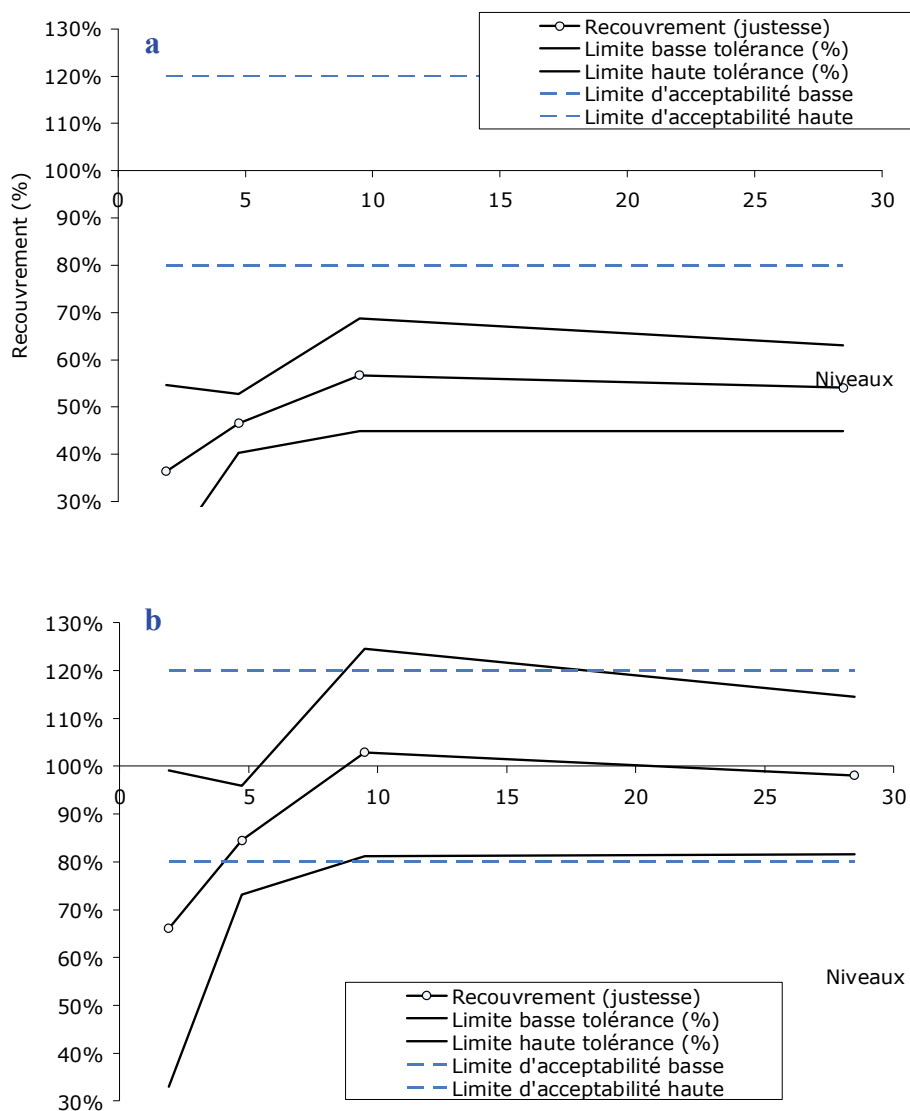 130%
a
Recouvrement (justesse)
Limite basse tolérance (%)
Limite haute tolérance (%)
Limite d'acceptabilité basse
Limite d'acceptabilité haute
120%
110%
100%
0 5 10 15 20 25 30
90%
80%
70%
60%
50%
40%
30%
Recouvrement (%)
Niveaux
130%
b
120%
110%
100%
0 5 10 15 20 25 30
90%
80%
70%
60%
50%
40%
30%
Niveaux
Recouvrement (justesse)
Limite basse tolérance (%)
Limite haute tolérance (%)
Limite d'acceptabilité basse
Limite d'acceptabilité haute